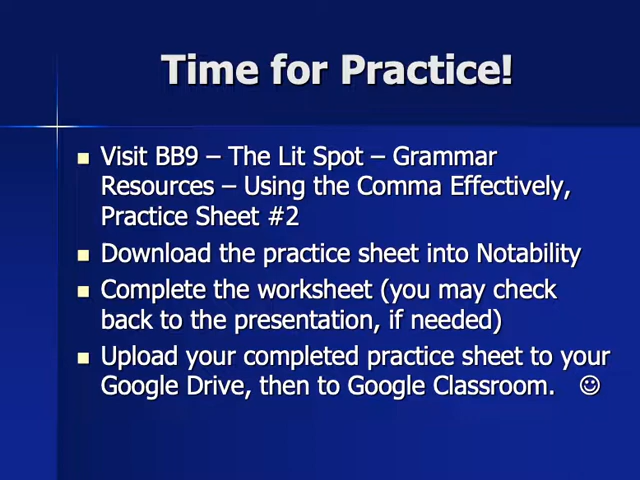 Time for Practice!
Visit BB9 – The Lit Spot – Grammar
Resources – Using the Comma Effectively,
Practice Sheet #2
Download the practice sheet into Notability
Complete the worksheet (you may check
back to the presentation, if needed)
Upload your completed practice sheet to your
Google Drive, then to Google Classroom. ☺